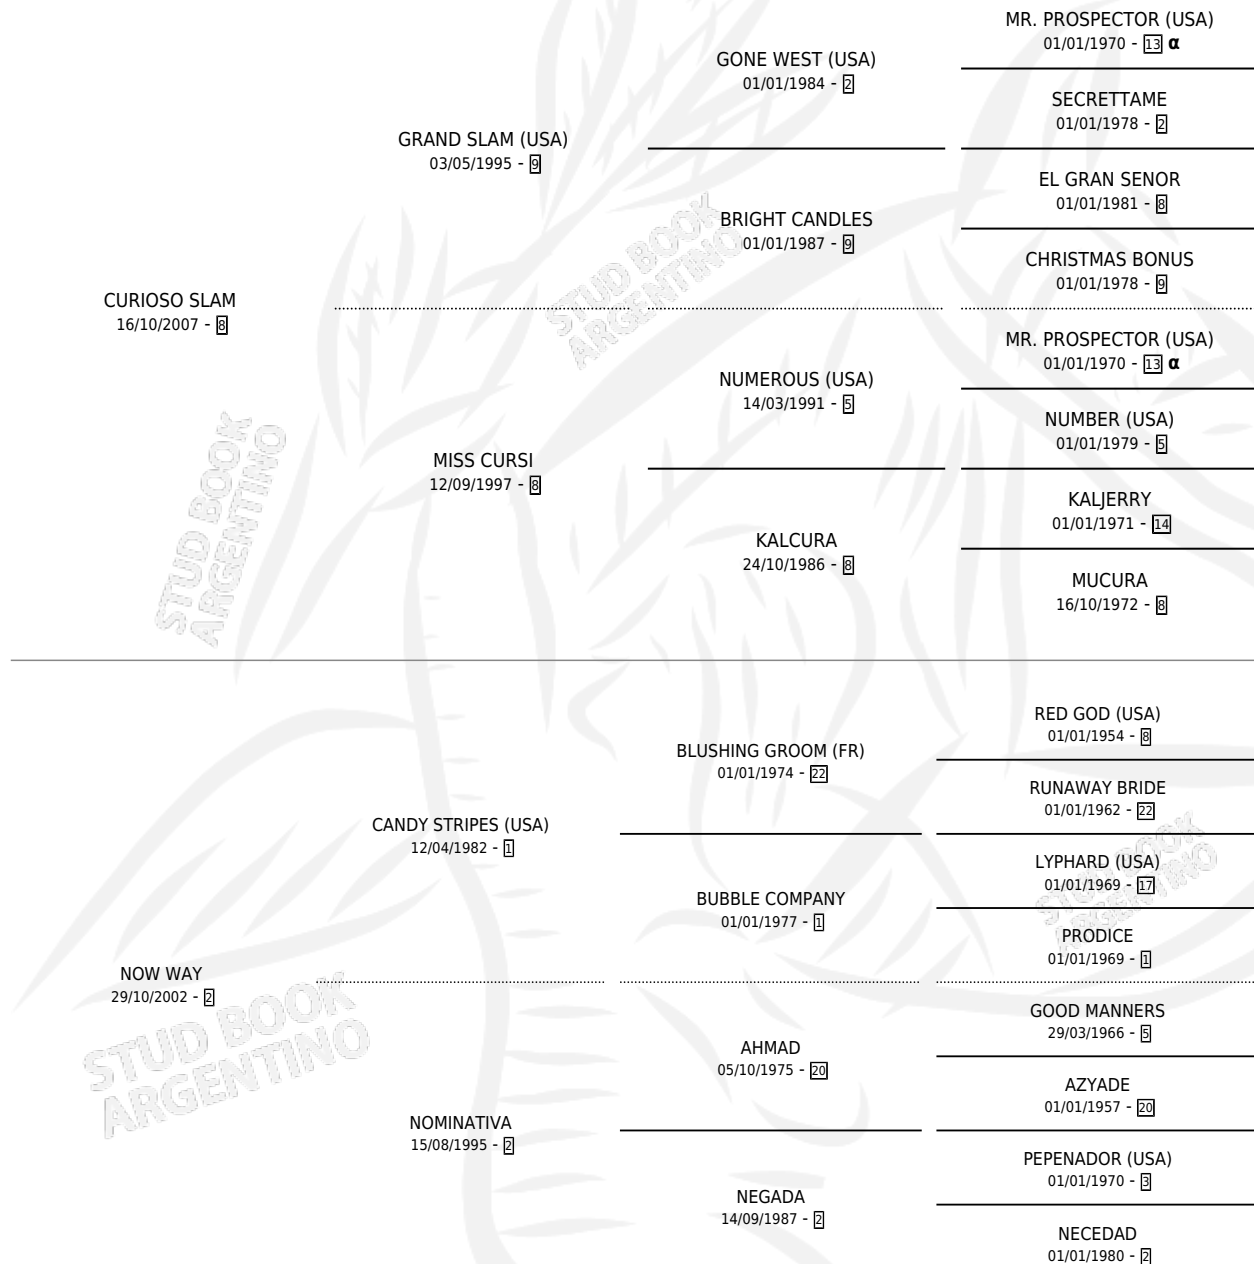 MR. PROSPECTOR (USA)
01/01/1970 - 13 α
GONE WEST (USA)
01/01/1984 - 2
SECRETTAME
01/01/1978 - 2
GRAND SLAM (USA)
03/05/1995 - 9
EL GRAN SENOR
01/01/1981 - 8
BRIGHT CANDLES
01/01/1987 - 9
CHRISTMAS BONUS
01/01/1978 - 9
CURIOSO SLAM
16/10/2007 - 8
MR. PROSPECTOR (USA)
01/01/1970 - 13 α
NUMEROUS (USA)
14/03/1991 - 5
NUMBER (USA)
01/01/1979 - 5
MISS CURSI
12/09/1997 - 8
KALJERRY
01/01/1971 - 14
KALCURA
24/10/1986 - 8
MUCURA
16/10/1972 - 8
RED GOD (USA)
01/01/1954 - 8
BLUSHING GROOM (FR)
01/01/1974 - 22
RUNAWAY BRIDE
01/01/1962 - 22
CANDY STRIPES (USA)
12/04/1982 - 1
LYPHARD (USA)
01/01/1969 - 17
BUBBLE COMPANY
01/01/1977 - 1
PRODICE
01/01/1969 - 1
NOW WAY
29/10/2002 - 2
GOOD MANNERS
29/03/1966 - 5
AHMAD
05/10/1975 - 20
AZYADE
01/01/1957 - 20
NOMINATIVA
15/08/1995 - 2
PEPENADOR (USA)
01/01/1970 - 3
NEGADA
14/09/1987 - 2
NECEDAD
01/01/1980 - 2
STUD BOOK
ARGENTINO
STUD BOOK
ARGENTINO
STUD BOOK
ARGENTINO
STUD BOOK
ARGENTINO